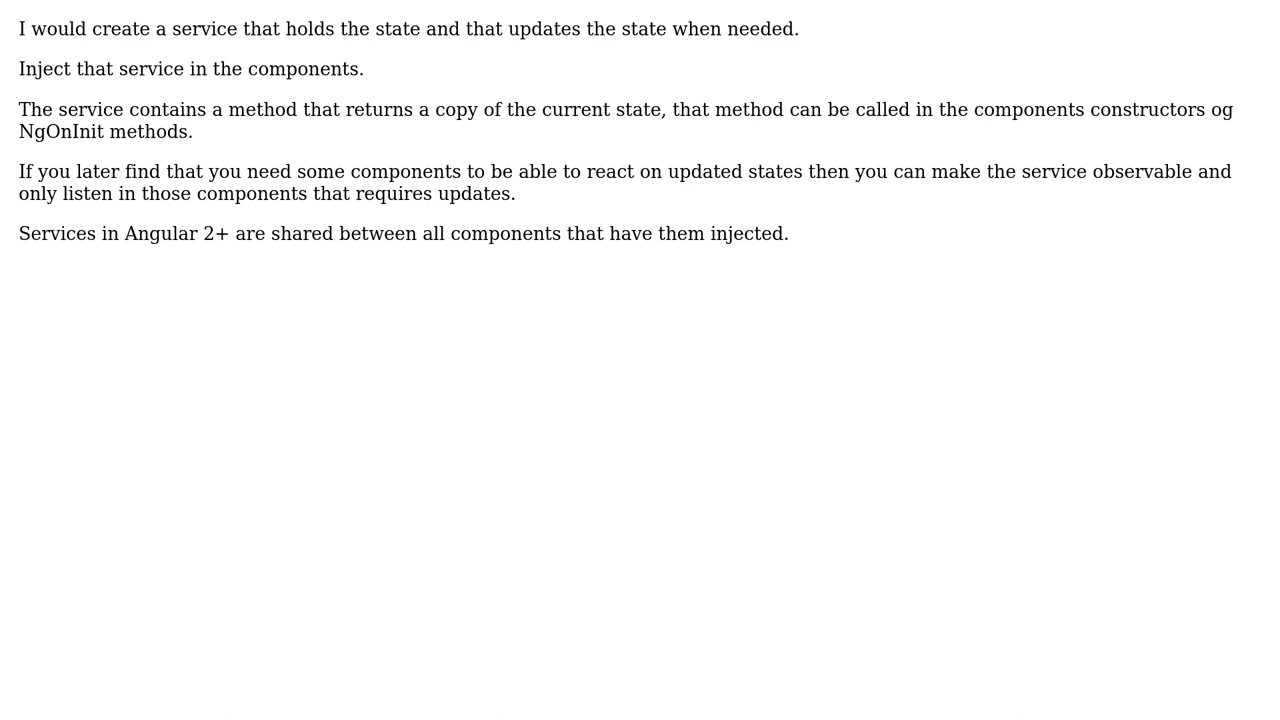 I would create a service that holds the state and that updates the state when needed.
Inject that service in the components.
The service contains a method that returns a copy of the current state, that method can be called in the components constructors og
NgOnInit methods.
If you later find that you need some components to be able to react on updated states then you can make the service observable and
only listen in those components that requires updates.
Services in Angular 2+ are shared between all components that have them injected.